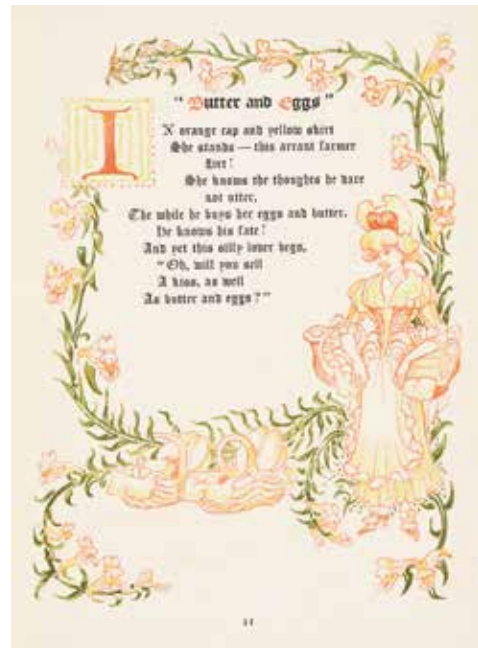 "Butter and Eggs"
IN orange cap and yellow skirt
She stands — this arrant farmer
flirt!
She knows the thoughts he dare
not utter,
The while he buys her eggs and butter.
He knows his fate!
And yet this silly lover begs,
"Oh, will you sell
A kiss, as well
As butter and eggs?"